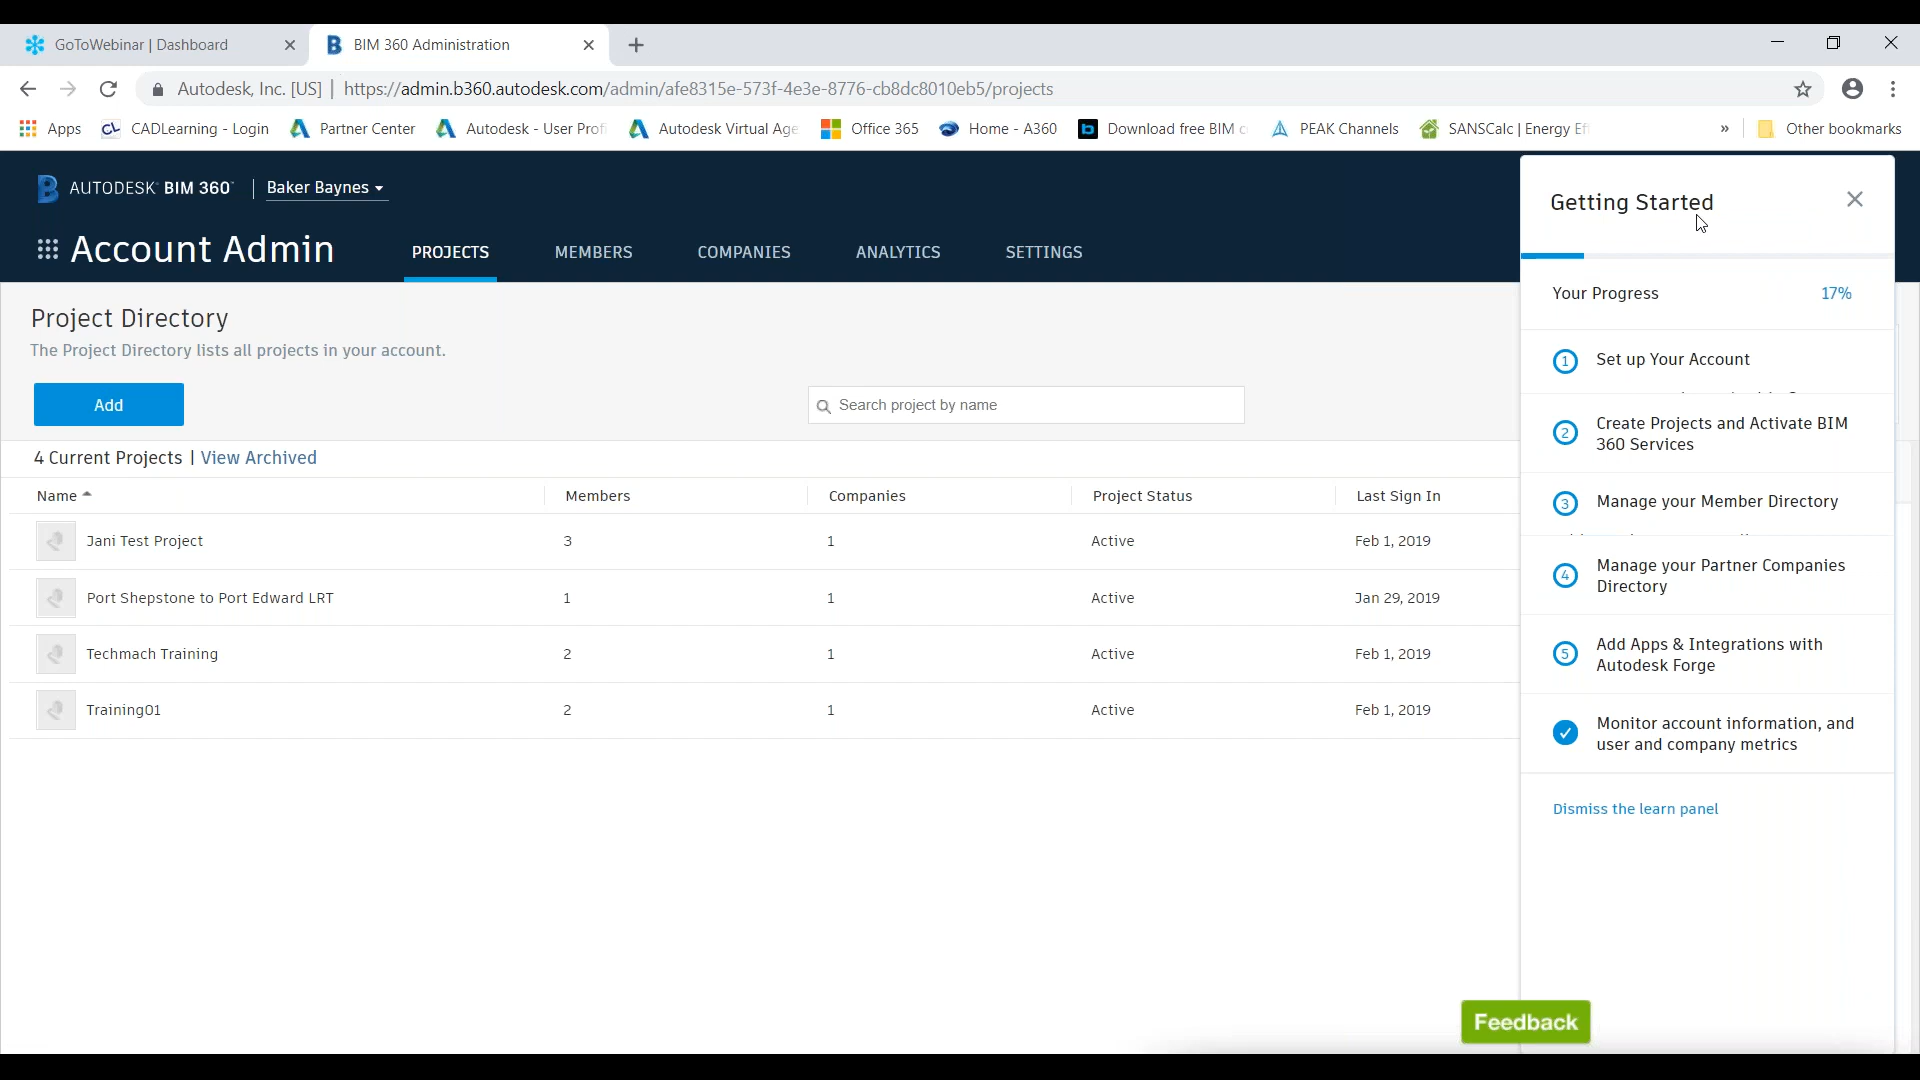 GoToWebinar | Dashboard
BIM 360 Administration
Autodesk, Inc. [US] | https://admin.b360.autodesk.com/admin/afe8315e-573f-4e3e-8776-cb8dc8010eb5/projects
Apps
CADLearning - Login
Partner Center
Autodesk - User Prof
Autodesk Virtual Age
Office 365
Home - A360
Download free BIM
PEAK Channels
SANSCalc | Energy
»
Other bookmarks
AUTODESK BIM 360
Baker Baynes
Account Admin
PROJECTS
MEMBERS
COMPANIES
ANALYTICS
SETTINGS
Project Directory
The Project Directory lists all projects in your account.
Add
Search project by name
4 Current Projects | View Archived
Name Members Companies Project Status Last Sign In
Jani Test Project 3 1 Active Feb 1, 2019
Port Shepstone to Port Edward LRT 1 1 Active Jan 29, 2019
Techmach Training 2 1 Active Feb 1, 2019
Training01 2 1 Active Feb 1, 2019
Getting Started
Your Progress 17%
1 Set up Your Account
2 Create Projects and Activate BIM
360 Services
3 Manage your Member Directory
4 Manage your Partner Companies
Directory
5 Add Apps & Integrations with
Autodesk Forge
Monitor account information, and
user and company metrics
Dismiss the learn panel
Feedback